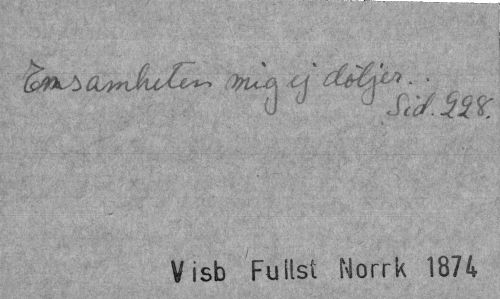 Ensamheten mig ej döljer..
Sid. 228.
Visb Fullst Norrk 1874